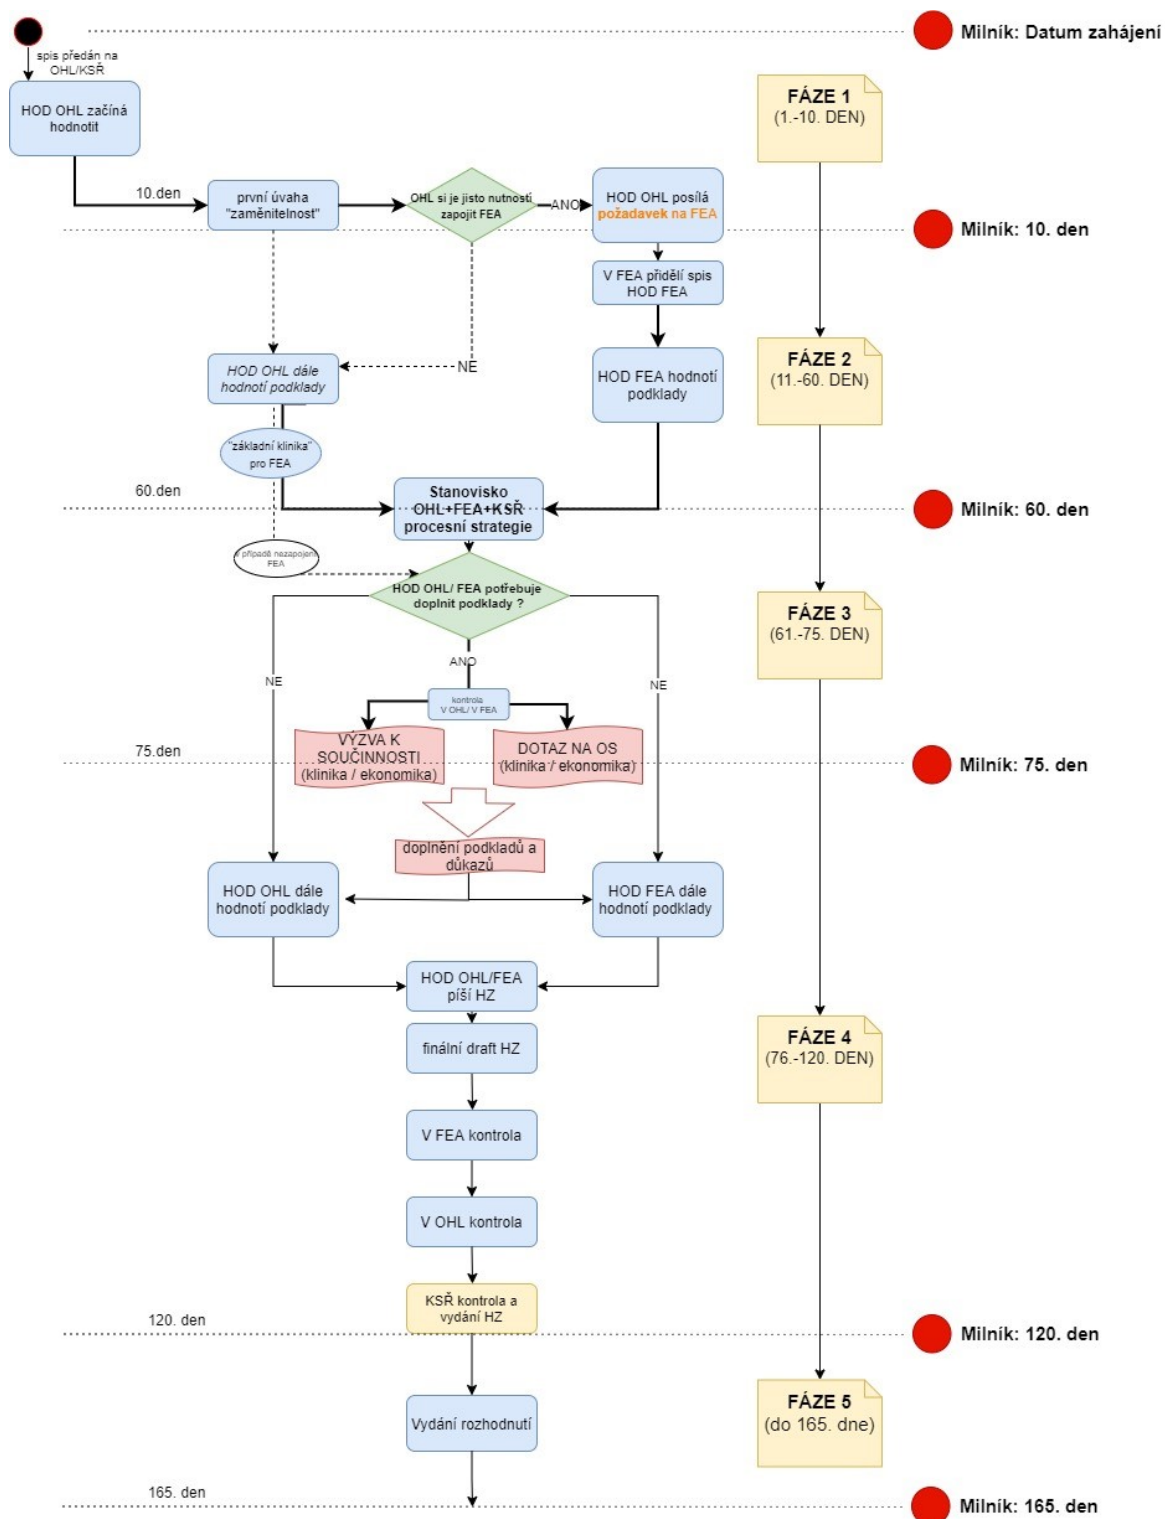 Milník: Datum zahájení
spis předán na
OHL/KSŘ
HOD OHL začíná
hodnotit
FÁZE 1
(1.-10. DEN)
10.den
první úvaha
"zaměnitelnost"
OHL si je jisto nutností
zapojit FEA
ANO
HOD OHL posílá
požadavek na FEA
Milník: 10. den
V FEA přidělí spis
HOD FEA
NE
HOD OHL dále
hodnotí podklady
HOD FEA hodnotí
podklady
FÁZE 2
(11.-60. DEN)
"základní klinika"
pro FEA
60.den
Stanovisko
OHL+FEA+KSŘ
procesní strategie
Milník: 60. den
v případě nezapojení
FEA
HOD OHL/ FEA potřebuje
doplnit podklady ?
FÁZE 3
(61.-75. DEN)
NE
ANO
NE
kontrola
V OHL/ V FEA
VÝZVA K
SOUČINNOSTI
(klinika / ekonomika)
DOTAZ NA OS
(klinika / ekonomika)
75.den
Milník: 75. den
doplnění podkladů a
důkazů
HOD OHL dále
hodnotí podklady
HOD FEA dále
hodnotí podklady
HOD OHL/FEA
píší HZ
finální draft HZ
FÁZE 4
(76.-120. DEN)
V FEA kontrola
V OHL kontrola
KSŘ kontrola a
vydání HZ
120. den
Milník: 120. den
Vydání rozhodnutí
FÁZE 5
(do 165. dne)
165. den
Milník: 165. den